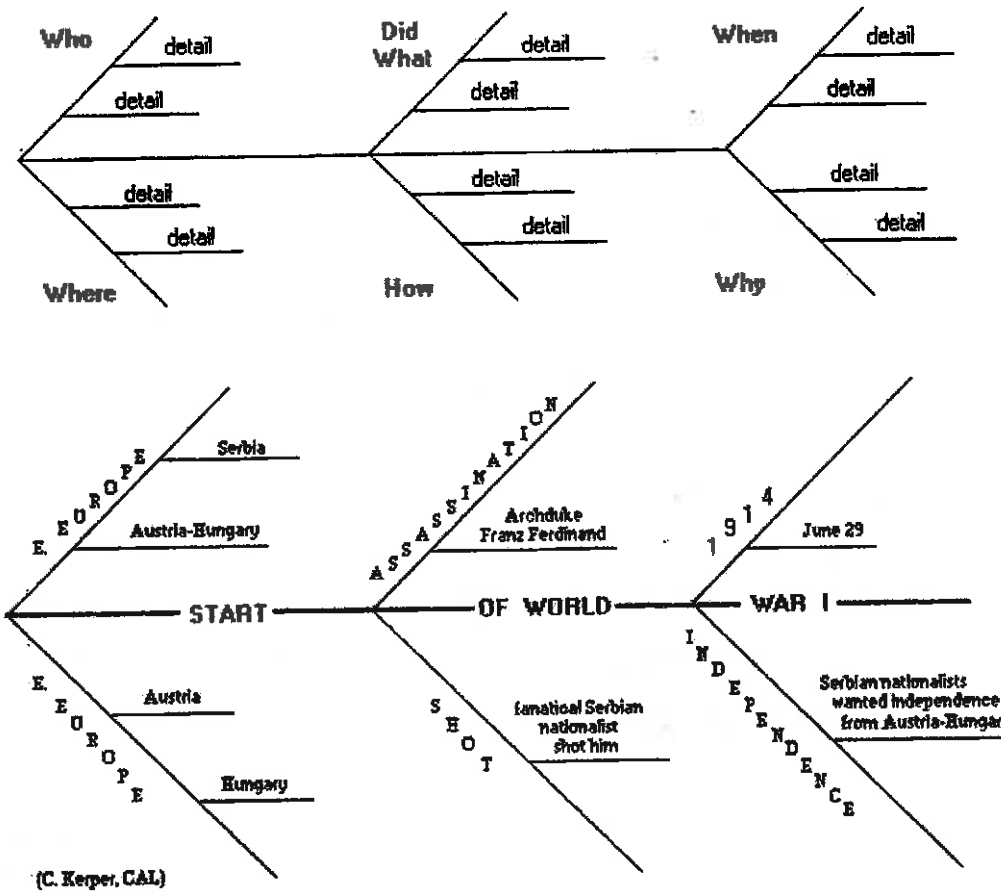 Who
detail
detail
Did
What
detail
detail
When
detail
detail
detail
detail
Where
detail
detail
How
detail
detail
Why
E. EUROPE
Serbia
Austria-Hungary
ASSASSINATION
Archduke
Franz Ferdinand
1914
June 29
START OF WORLD WAR I
E. EUROPE
Austria
Hungary
SHOT
fanatical Serbian
nationalist
shot him
INDEPENDENCE
Serbian nationalists
wanted independence
from Austria-Hungar
(C. Kerper, CAL)